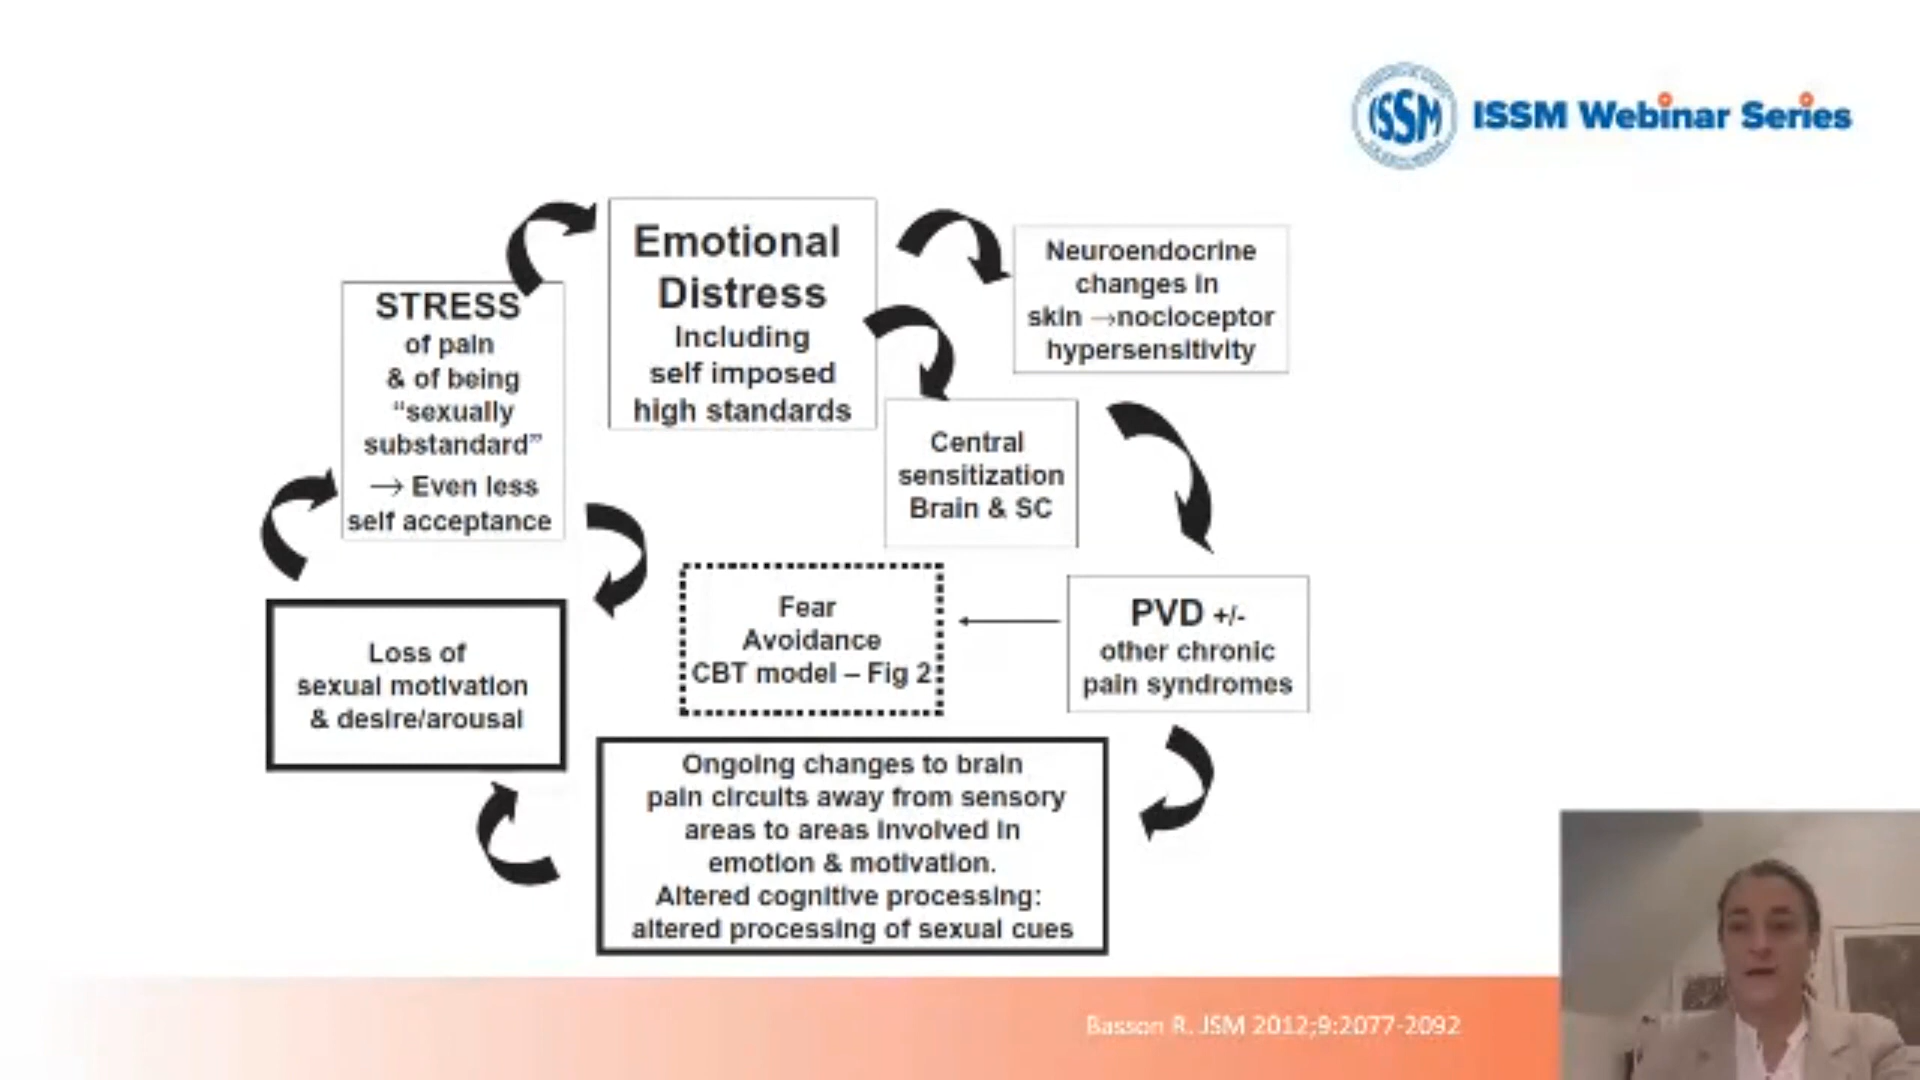 ISSM
ISSM Webinar Series
Emotional
Distress
Including
self imposed
high standards
Neuroendocrine
changes in
skin →nocioceptor
hypersensitivity
STRESS
of pain
& of being
“sexually
substandard”
→ Even less
self acceptance
Central
sensitization
Brain & SC
Fear
Avoidance
CBT model – Fig 2
PVD +/-
other chronic
pain syndromes
Loss of
sexual motivation
& desire/arousal
Ongoing changes to brain
pain circuits away from sensory
areas to areas involved in
emotion & motivation.
Altered cognitive processing:
altered processing of sexual cues
Basson R. JSM 2012;9:2077-2092